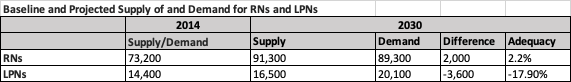 Baseline and Projected Supply of and Demand for RNs and LPNs
2014 2030
Supply/Demand Supply Demand Difference Adequacy
RNs 73,200 91,300 89,300 2,000 2.2%
LPNs 14,400 16,500 20,100 -3,600 -17.90%